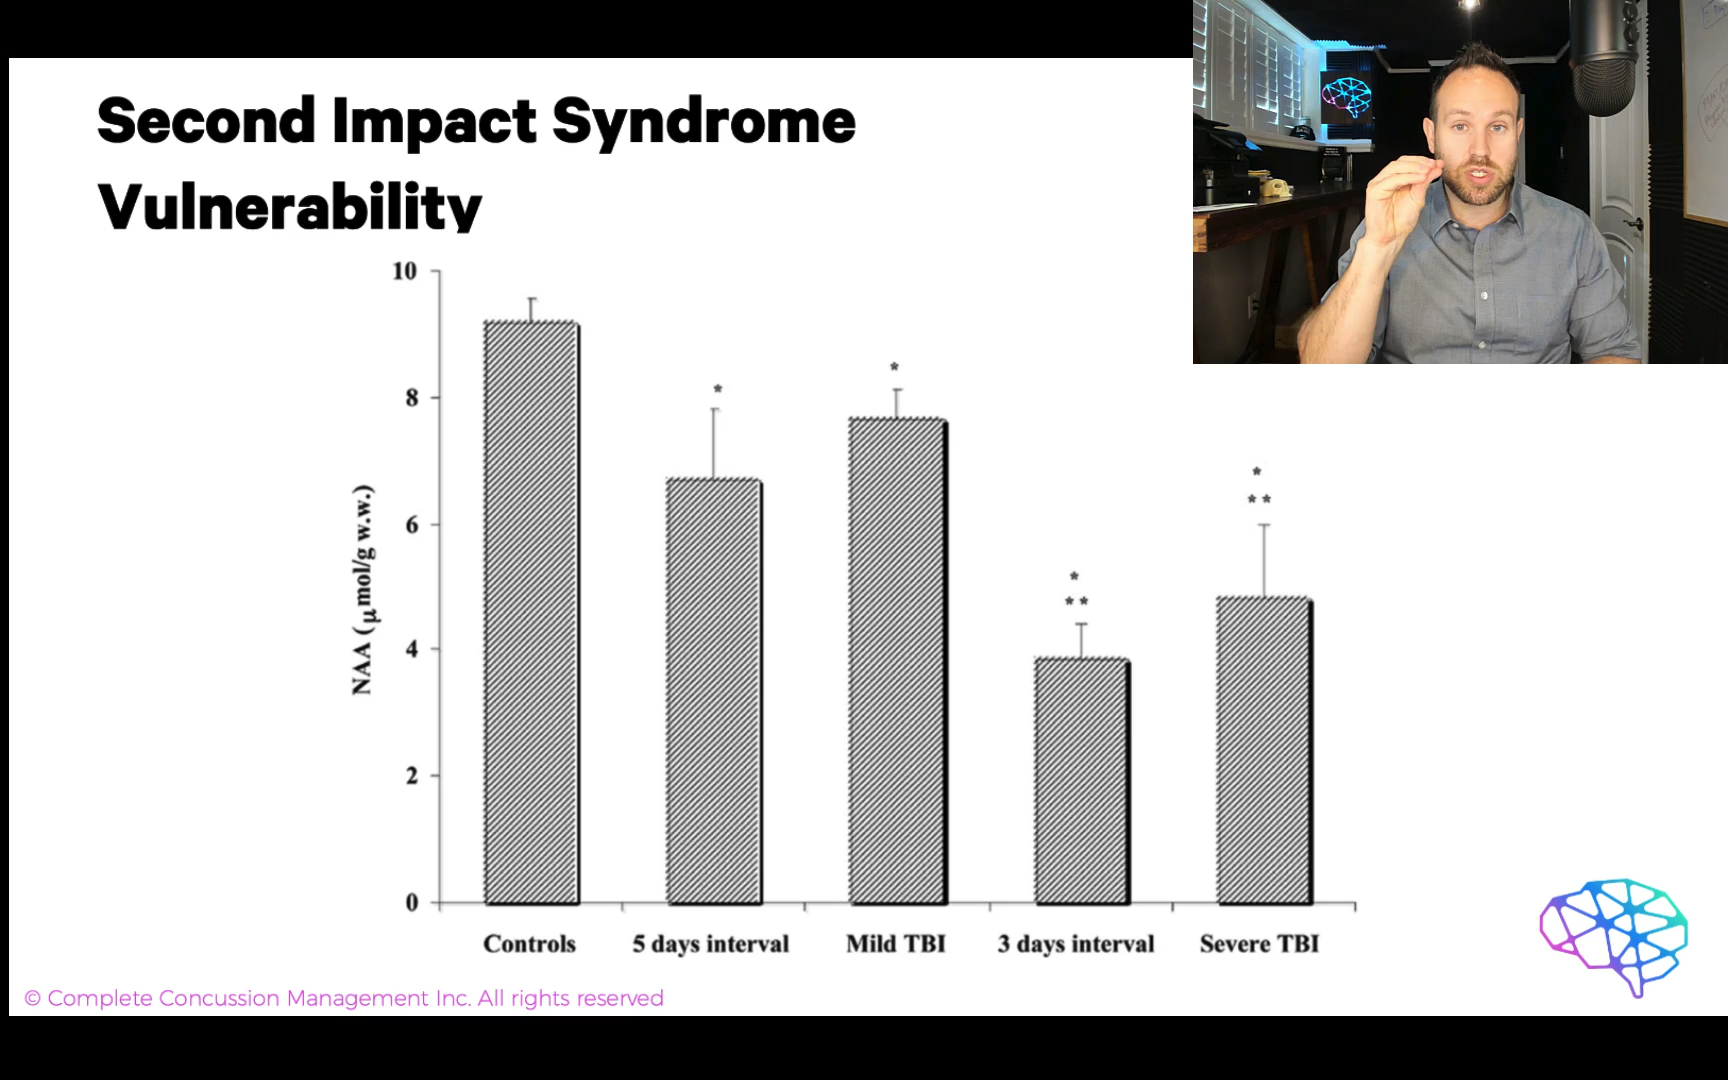 Second Impact Syndrome
Vulnerability
10
8
6
4
2
0
NAA (μmol/g w.w.)
*
*
*
**
*
**
Controls
5 days interval
Mild TBI
3 days interval
Severe TBI
© Complete Concussion Management Inc. All rights reserved